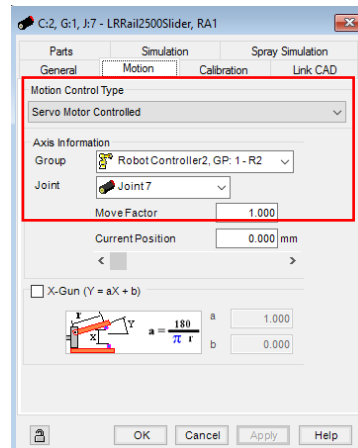 C:2, G:1, J:7 - LRRail2500Slider, RA1
Parts Simulation Spray Simulation
General Motion Calibration Link CAD
Motion Control Type
Servo Motor Controlled
Axis Information
Group Robot Controller2, GP: 1 - R2
Joint Joint7
Move Factor 1.000
Current Position 0.000 mm
X-Gun (Y = aX + b)
r Y X a = 180 / π r
a 1.000
b 0.000
OK Cancel Apply Help